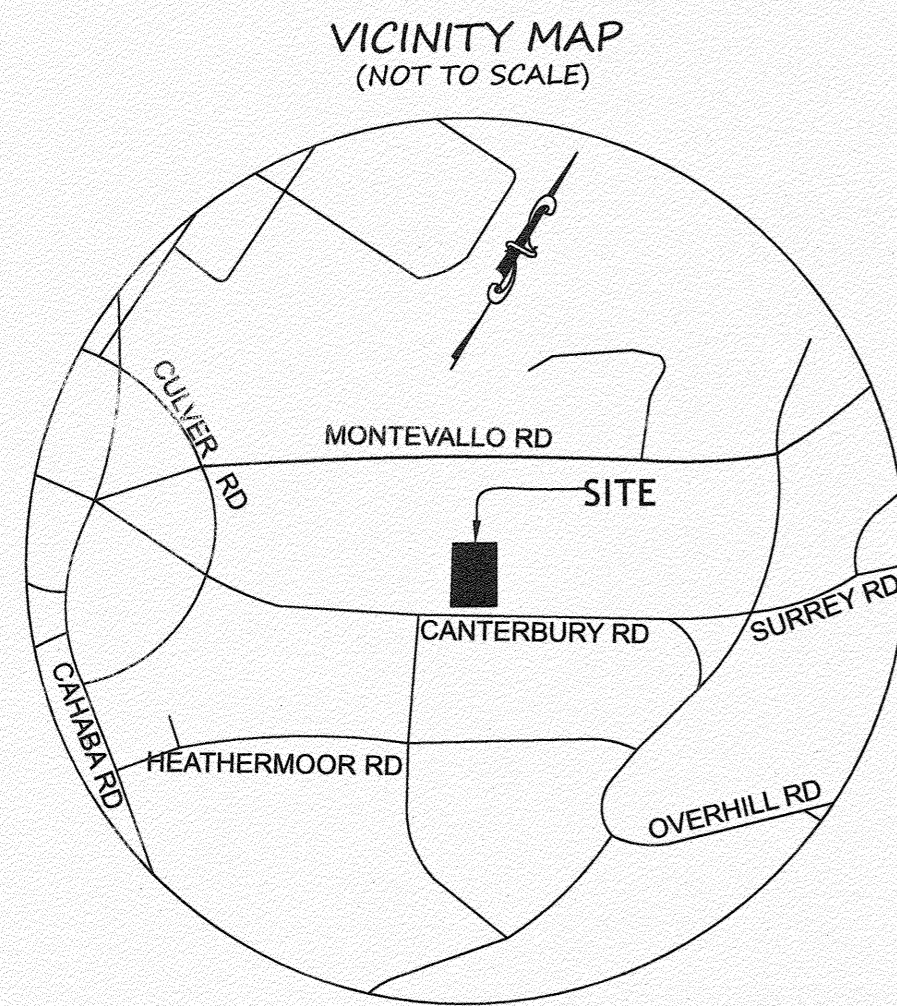 VICINITY MAP
(NOT TO SCALE)
CULVER RD
MONTEVALLO RD
SITE
CANTERBURY RD
SURREY RD
CAHABA RD
HEATHERMOOR RD
OVERHILL RD